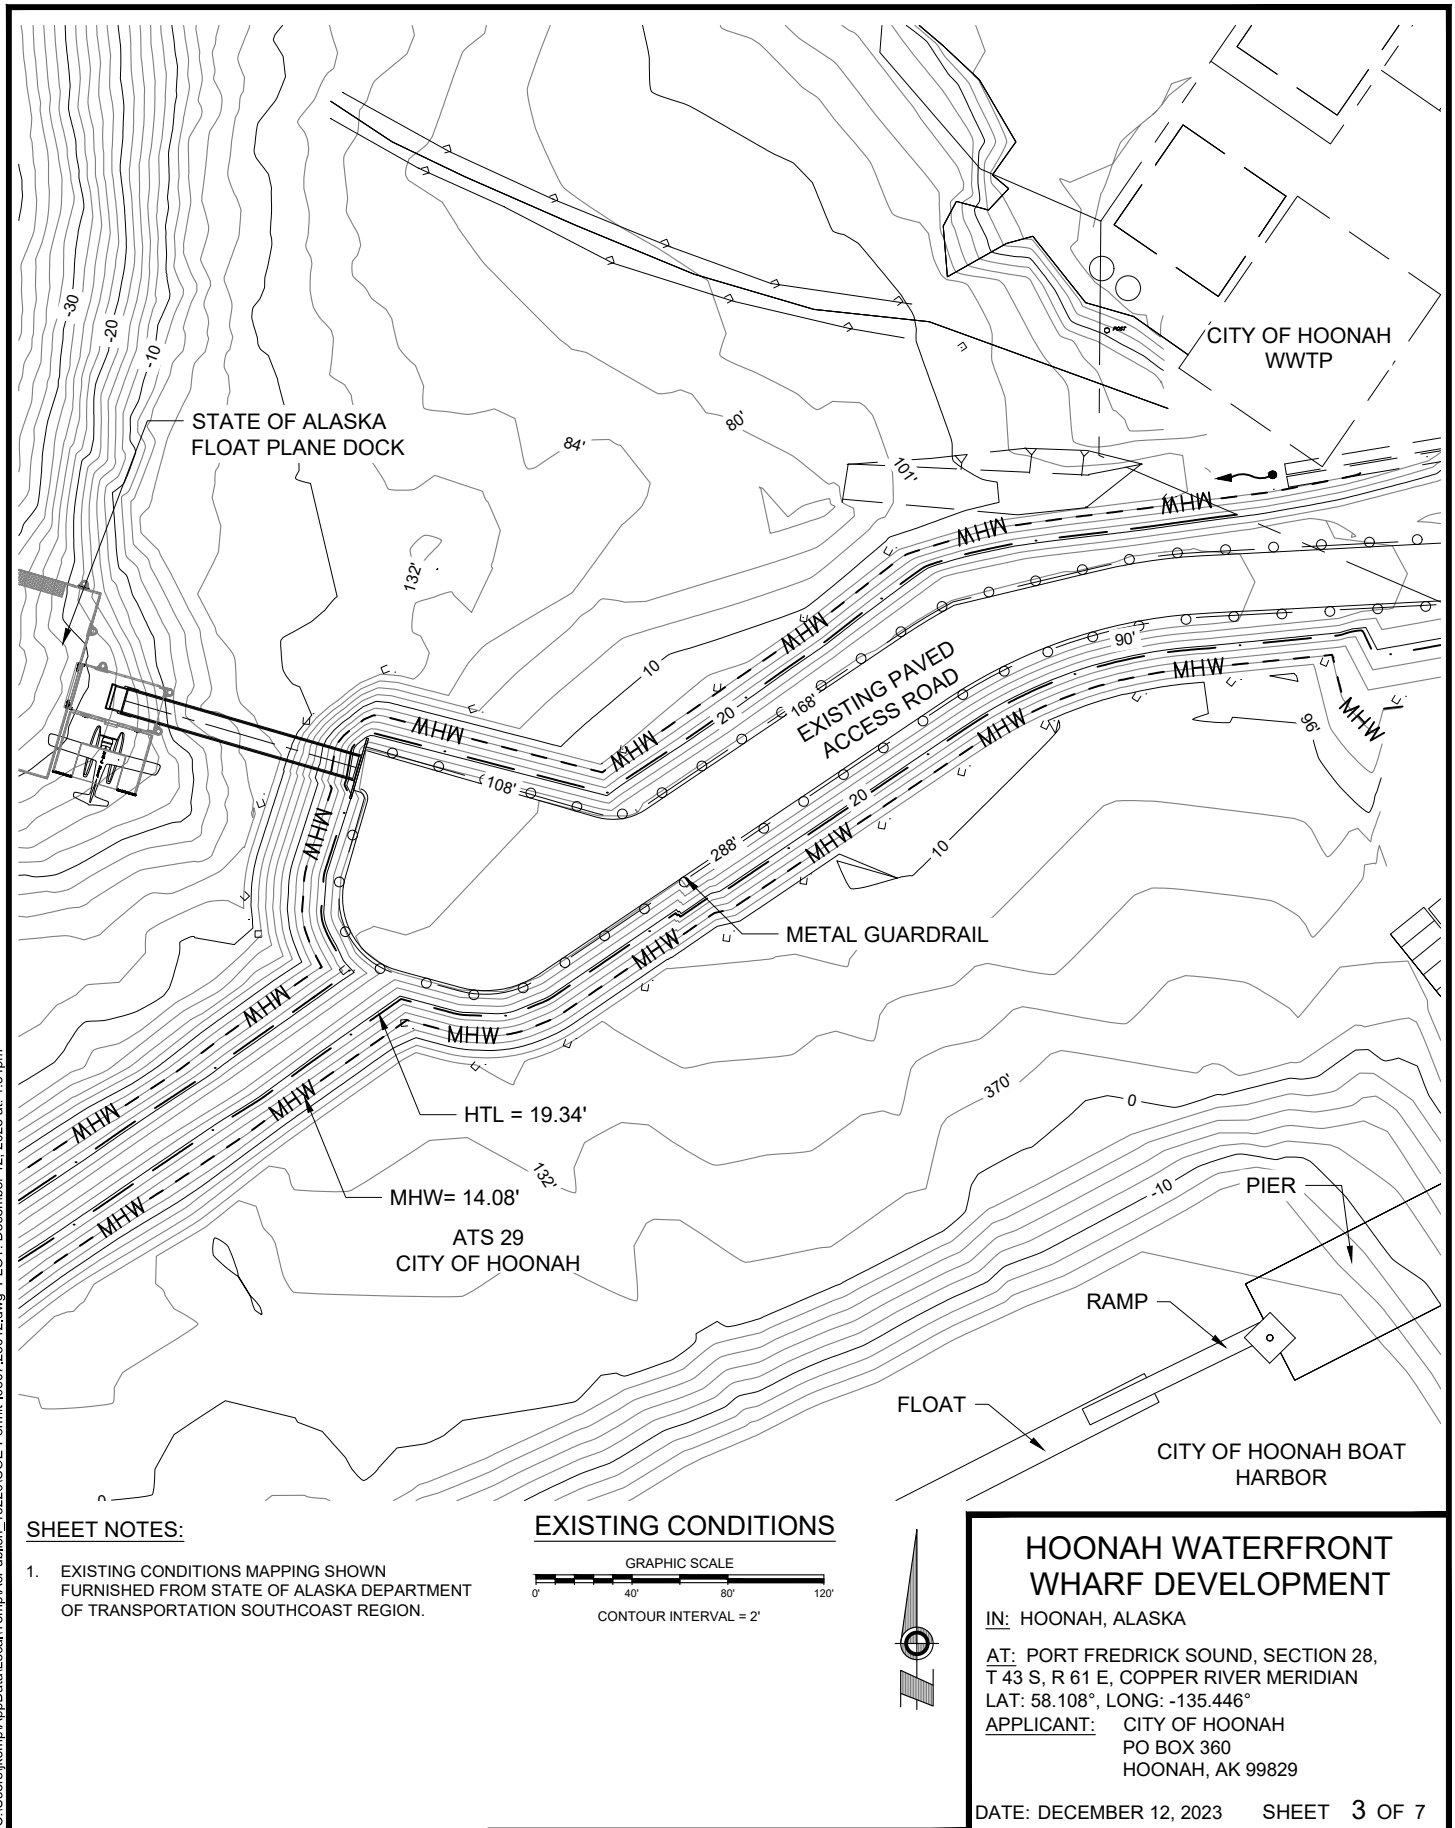 -30
-20
-10
STATE OF ALASKA
FLOAT PLANE DOCK
84'
80'
101'
132'
POST
CITY OF HOONAH
WWTP
MHW
MHW
MHW
MHW
MHW
10
20
168'
EXISTING PAVED
ACCESS ROAD
90'
MHW
MHW
MHW
96'
108'
MHW
288'
20
MHW
10
METAL GUARDRAIL
MHW
MHW
MHW
MHW
MHW
MHW
HTL = 19.34'
MHW= 14.08'
132'
370'
0
-10
ATS 29
CITY OF HOONAH
PIER
RAMP
FLOAT
CITY OF HOONAH BOAT
HARBOR
0
SHEET NOTES:
1. EXISTING CONDITIONS MAPPING SHOWN
FURNISHED FROM STATE OF ALASKA DEPARTMENT
OF TRANSPORTATION SOUTHCOAST REGION.
EXISTING CONDITIONS
GRAPHIC SCALE
0' 40' 80' 120'
CONTOUR INTERVAL = 2'
N
HOONAH WATERFRONT
WHARF DEVELOPMENT
IN: HOONAH, ALASKA
AT: PORT FREDRICK SOUND, SECTION 28,
T 43 S, R 61 E, COPPER RIVER MERIDIAN
LAT: 58.108°, LONG: -135.446°
APPLICANT: CITY OF HOONAH
PO BOX 360
HOONAH, AK 99829
DATE: DECEMBER 12, 2023 SHEET 3 OF 7